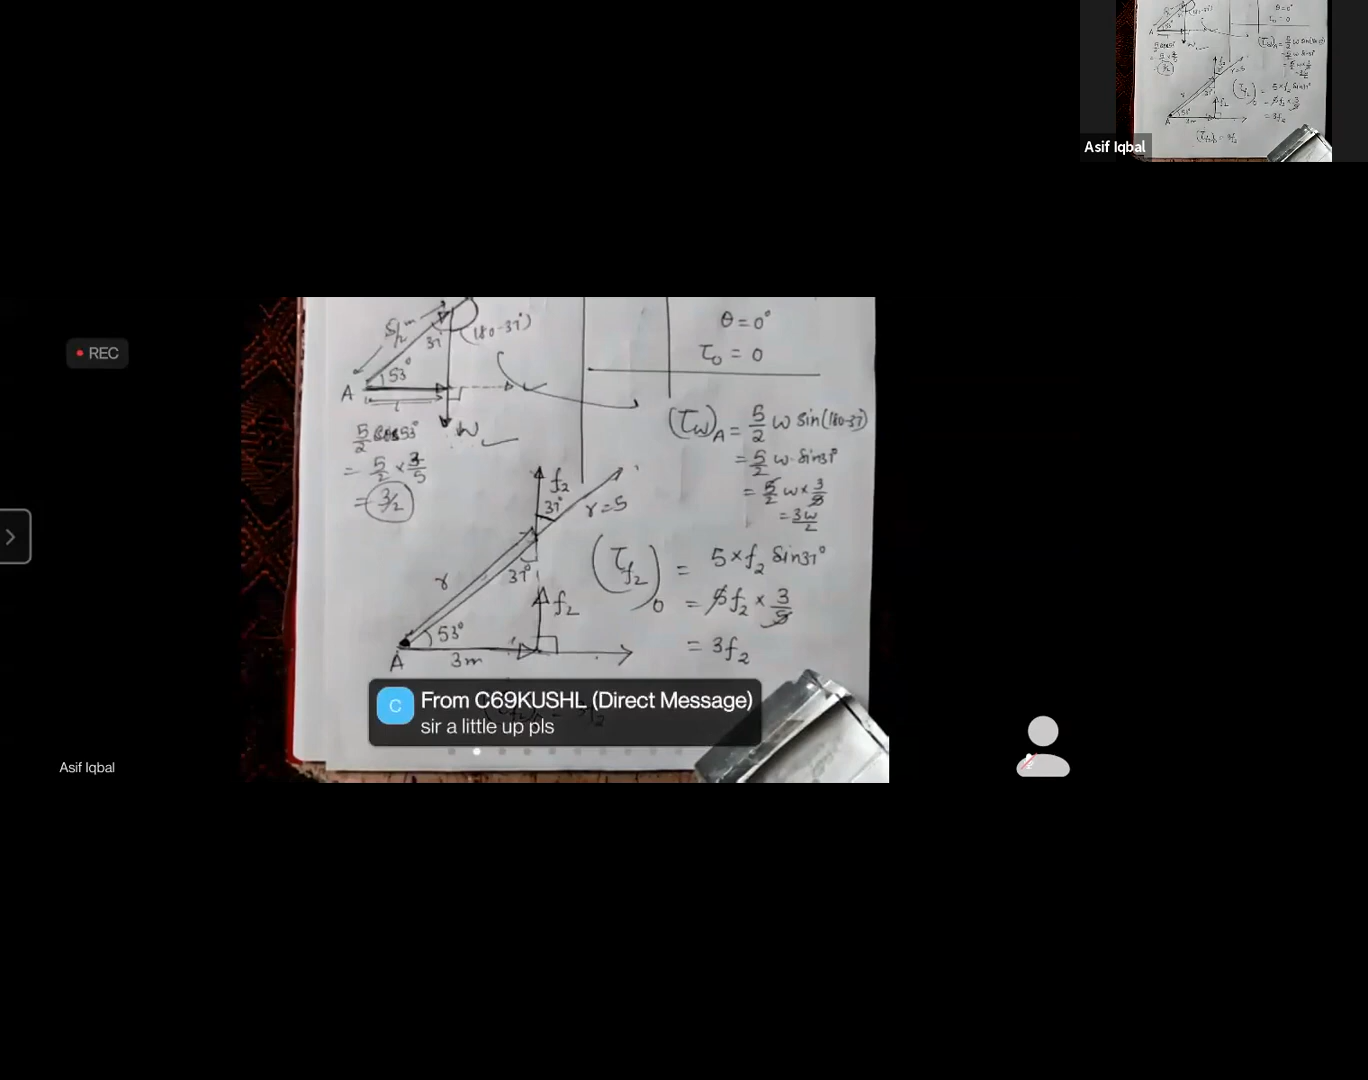 Asif Iqbal
REC
5/2 m
37
(180-37°)
53°
A
W
5/2 cos53°
= 5/2 × 3/5
= 3/2
θ = 0°
τ₀ = 0
(τw)A = 5/2 w sin(180-37)
= 5/2 w sin37°
= 5/2 w × 3/5
= 3w/2
f₂
37°
r=5
r
37°
f₂
53°
A
3m
(τf₂)₀ = 5×f₂ sin37°
= 5f₂ × 3/5
= 3f₂
C
From C69KUSHL (Direct Message)
sir a little up pls
Asif Iqbal